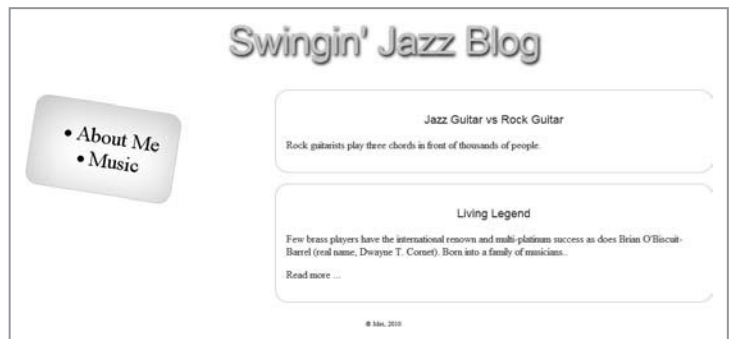 Swingin' Jazz Blog
• About Me
• Music
Jazz Guitar vs Rock Guitar
Rock guitarists play three chords in front of thousands of people.
Living Legend
Few brass players have the international renown and multi-platinum success as does Brian O'Biscuit-
Barrel (real name, Dwayne T. Cornet). Born into a family of musicians..
Read more ...
© Me, 2010